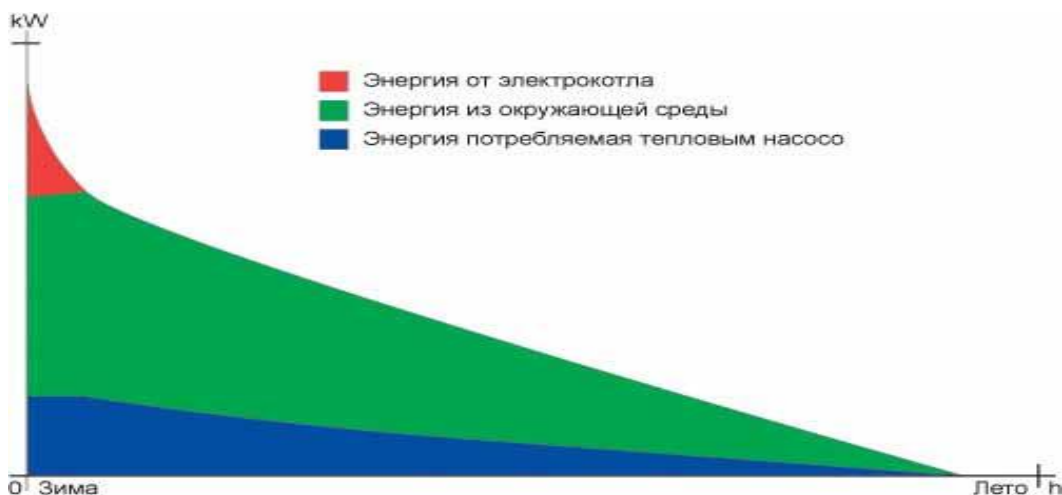 kW
Энергия от электрокотла
Энергия из окружающей среды
Энергия потребляемая тепловым насосо
0 Зима Лето h